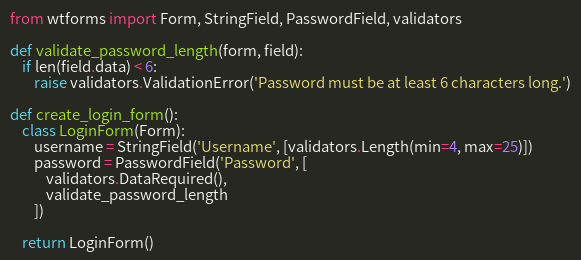 from wtforms import Form, StringField, PasswordField, validators

def validate_password_length(form, field):
    if len(field.data) < 6:
        raise validators.ValidationError('Password must be at least 6 characters long.')

def create_login_form():
    class LoginForm(Form):
        username = StringField('Username', [validators.Length(min=4, max=25)])
        password = PasswordField('Password', [
            validators.DataRequired(),
            validate_password_length
        ])

    return LoginForm()